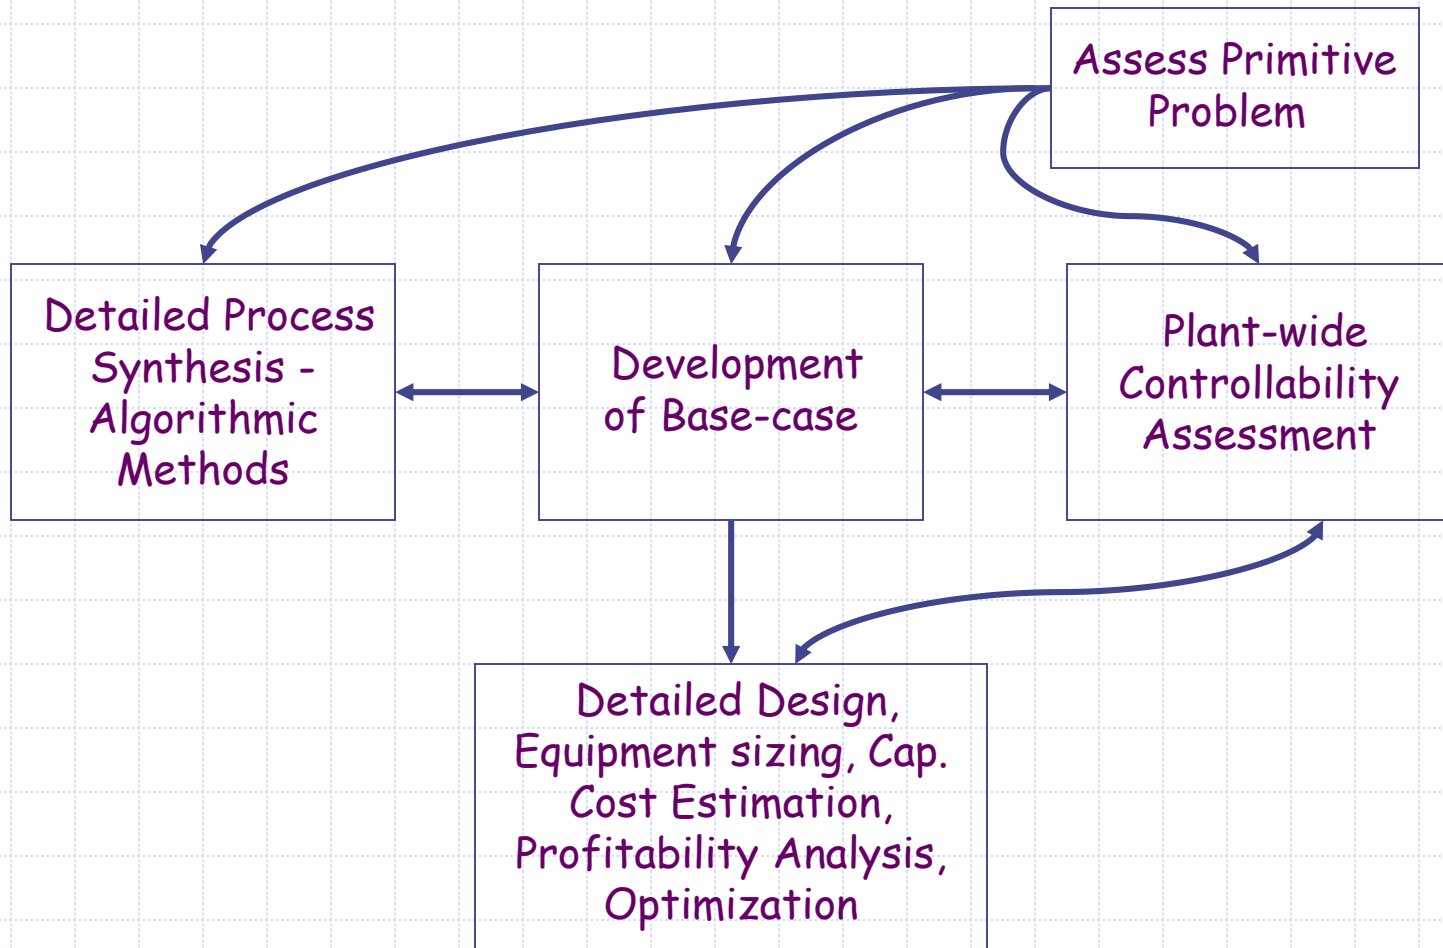 Assess Primitive
Problem
Detailed Process
Synthesis -
Algorithmic
Methods
Development
of Base-case
Plant-wide
Controllability
Assessment
Detailed Design,
Equipment sizing, Cap.
Cost Estimation,
Profitability Analysis,
Optimization